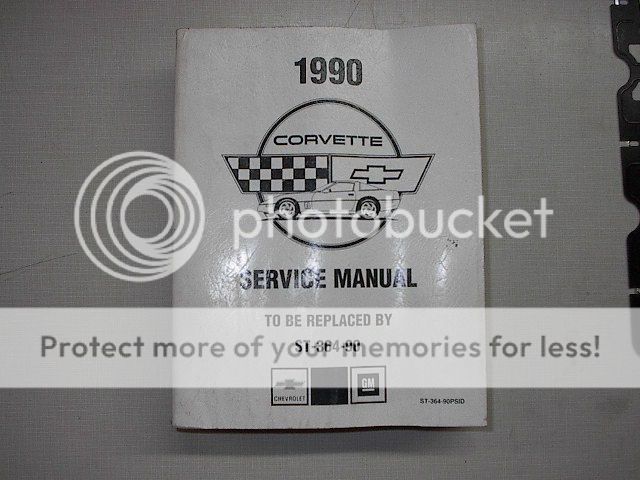 1990
CORVETTE
photobucket
SERVICE MANUAL
TO BE REPLACED BY
Protect more of your memories for less!
ST-364-90
CHEVROLET
GM
ST-364-90PSID